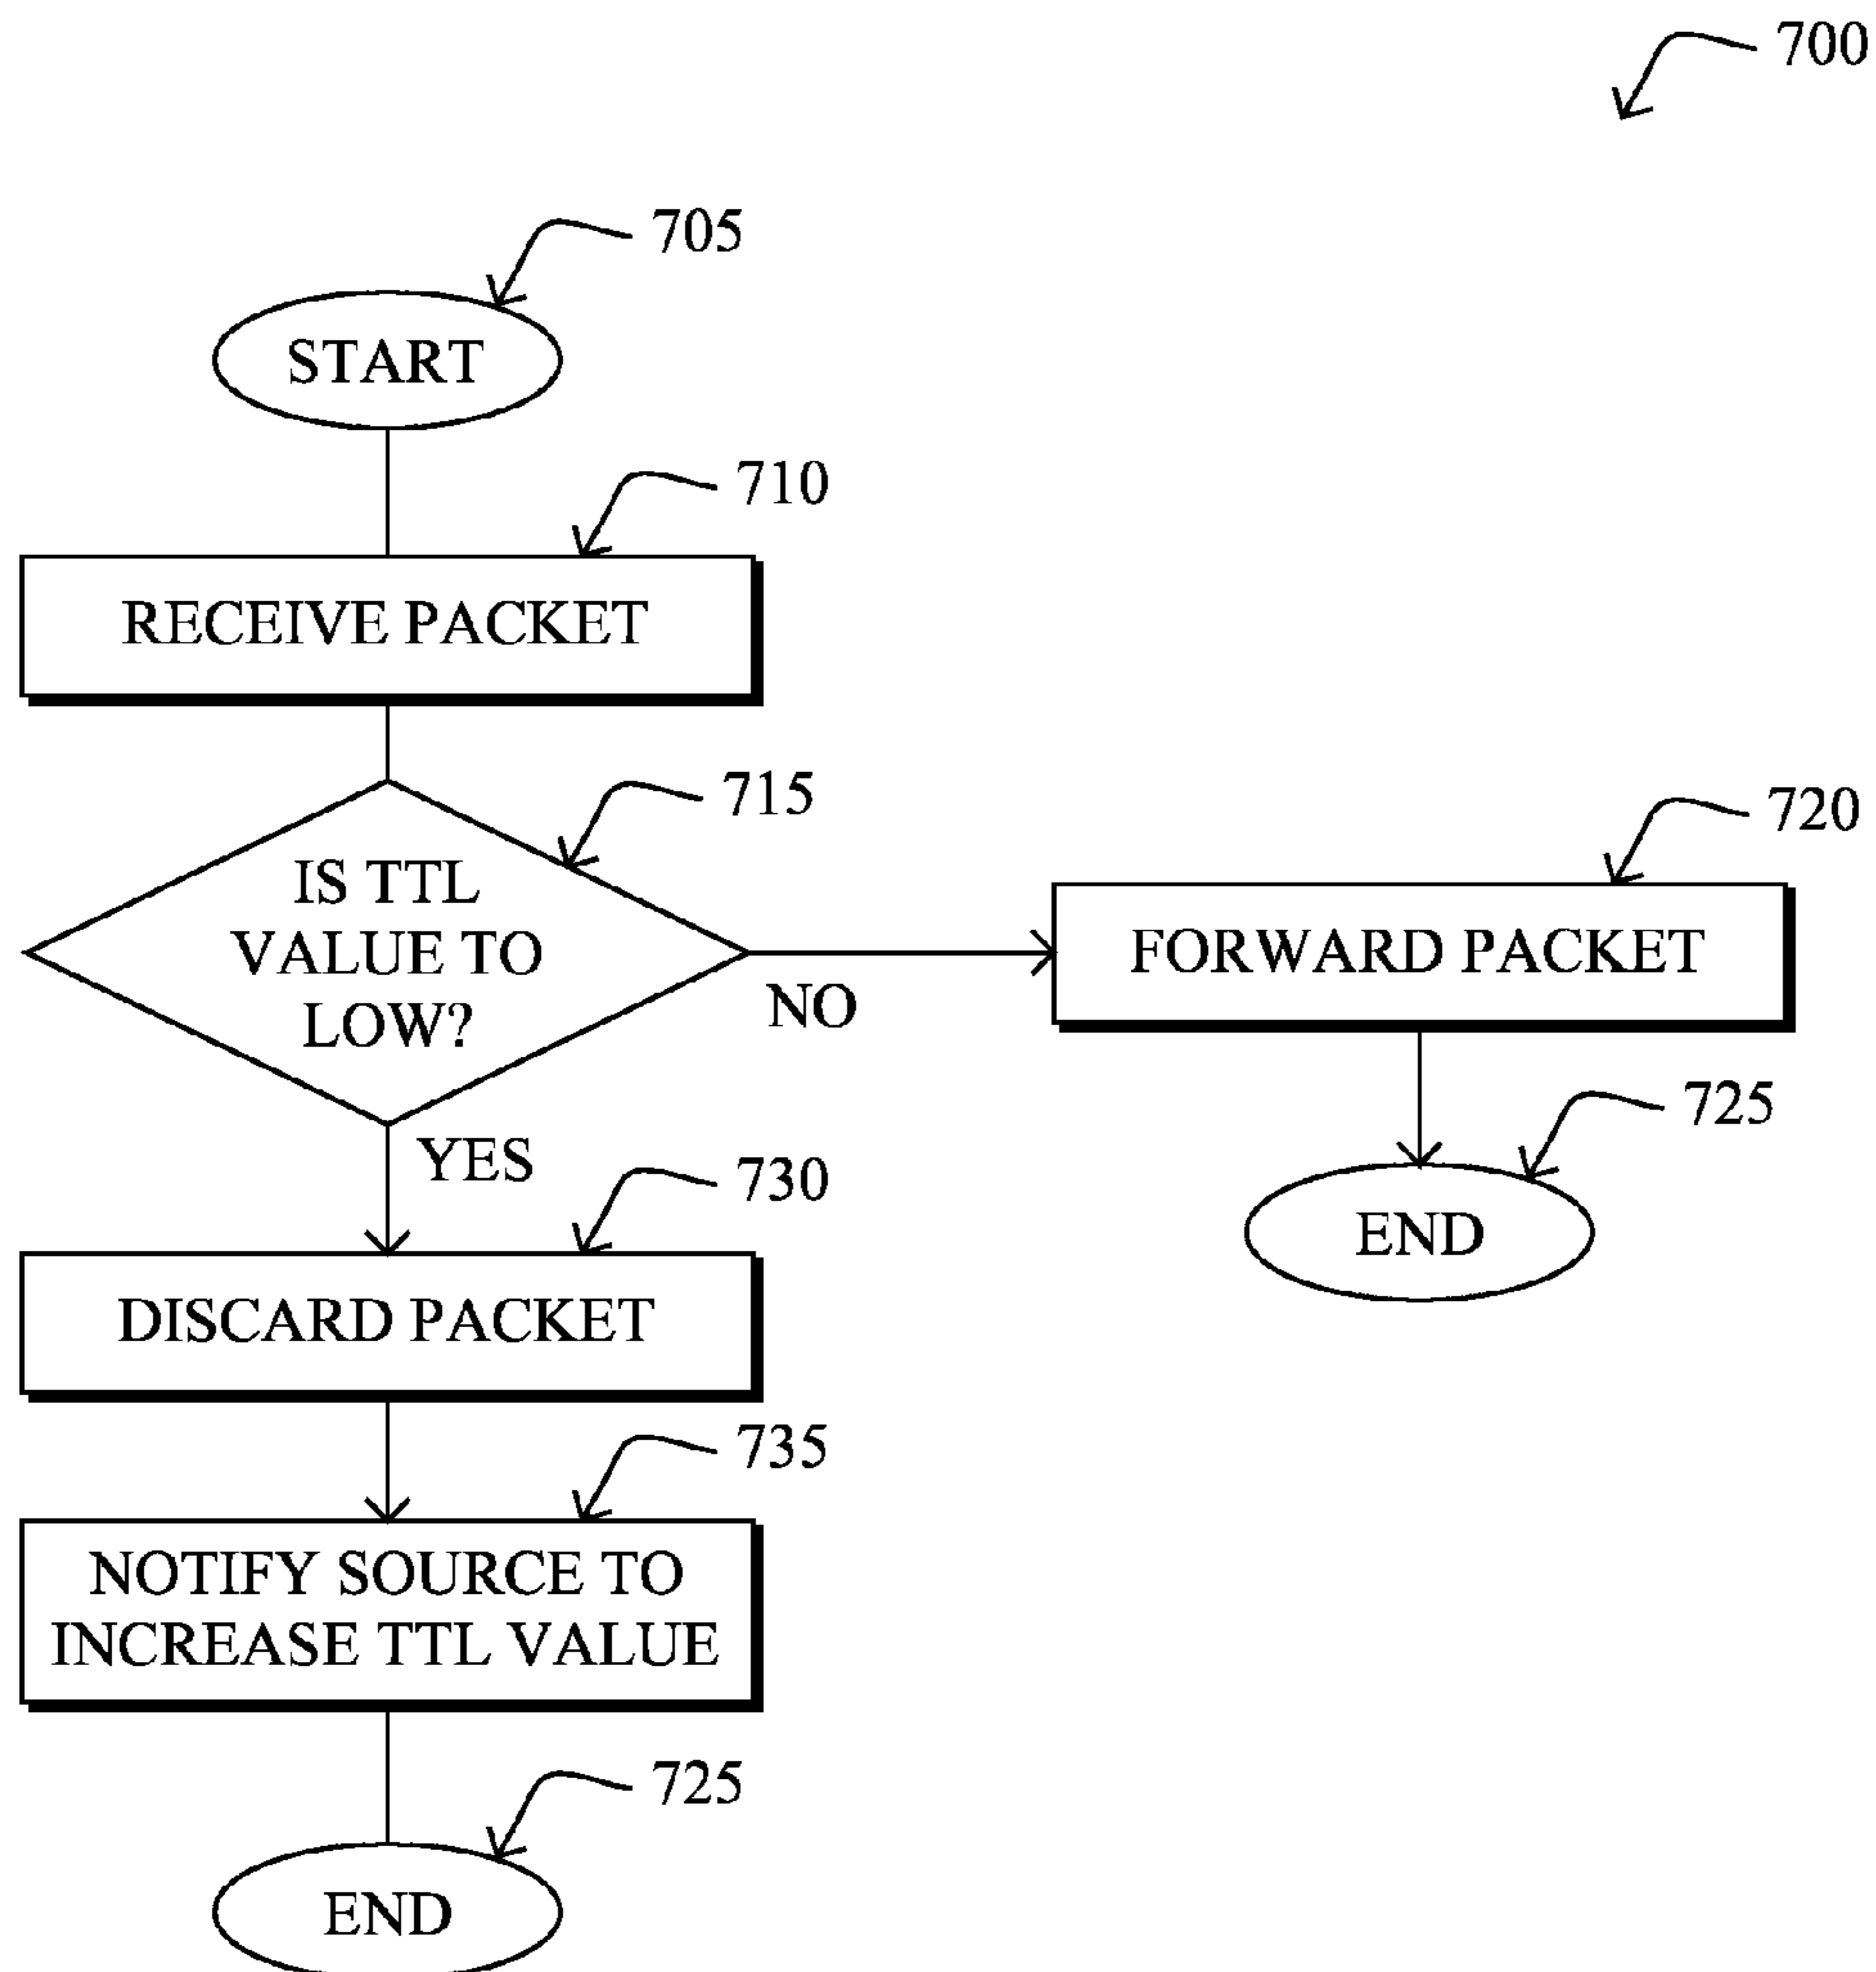 700
705
START
710
RECEIVE PACKET
715
IS TTL
VALUE TO
LOW?
NO
720
FORWARD PACKET
725
END
YES
730
DISCARD PACKET
735
NOTIFY SOURCE TO
INCREASE TTL VALUE
725
END